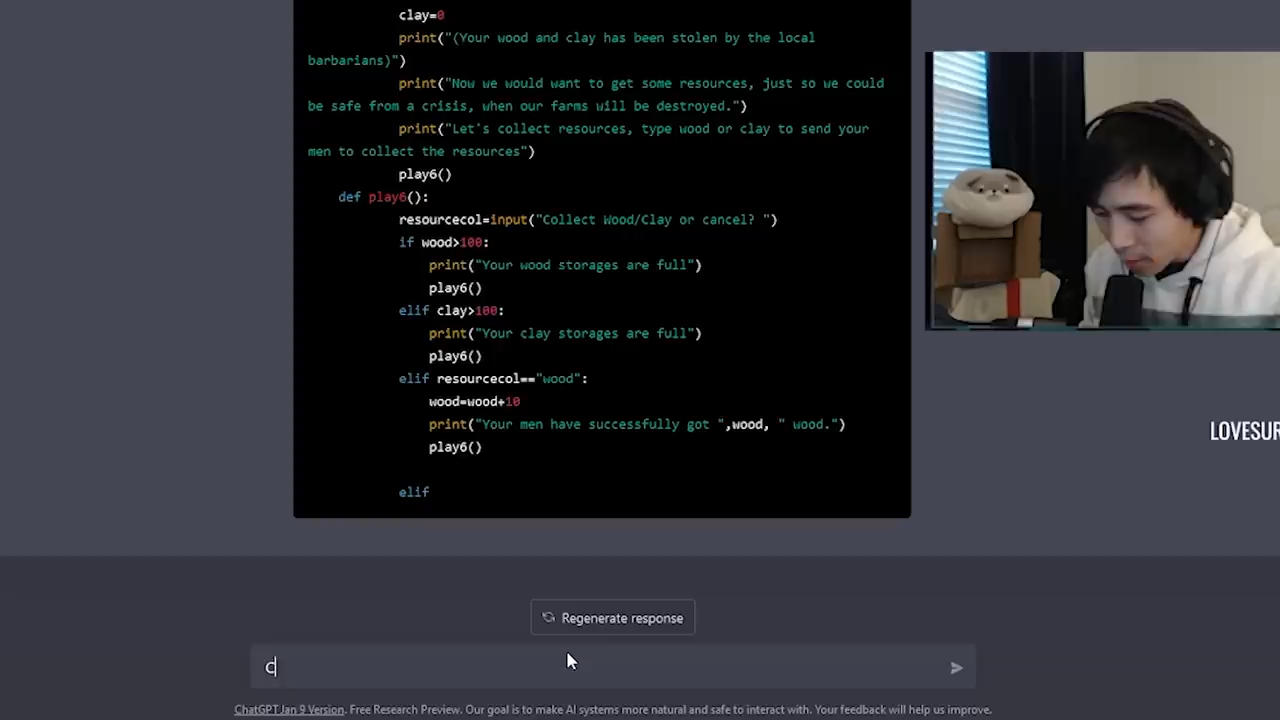 clay=0
print("(Your wood and clay has been stolen by the local
barbarians)")
print("Now we would want to get some resources, just so we could
be safe from a crisis, when our farms will be destroyed.")
print("Let's collect resources, type wood or clay to send your
men to collect the resources")
play6()
def play6():
resourcecol=input("Collect Wood/Clay or cancel? ")
if wood>100:
print("Your wood storages are full")
play6()
elif clay>100:
print("Your clay storages are full")
play6()
elif resourcecol=="wood":
wood=wood+10
print("Your men have successfully got ",wood, " wood.")
play6()
elif
LOVESUR
Regenerate response
C
ChatGPT Jan 9 Version. Free Research Preview. Our goal is to make AI systems more natural and safe to interact with. Your feedback will help us improve.